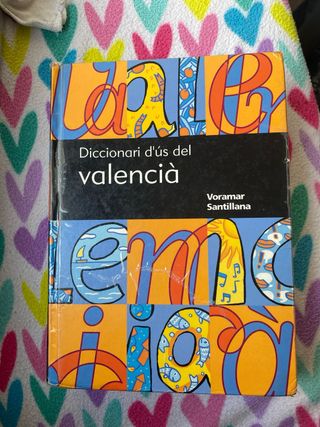 Diccionari d'ús del
valencià
Voramar
Santillana